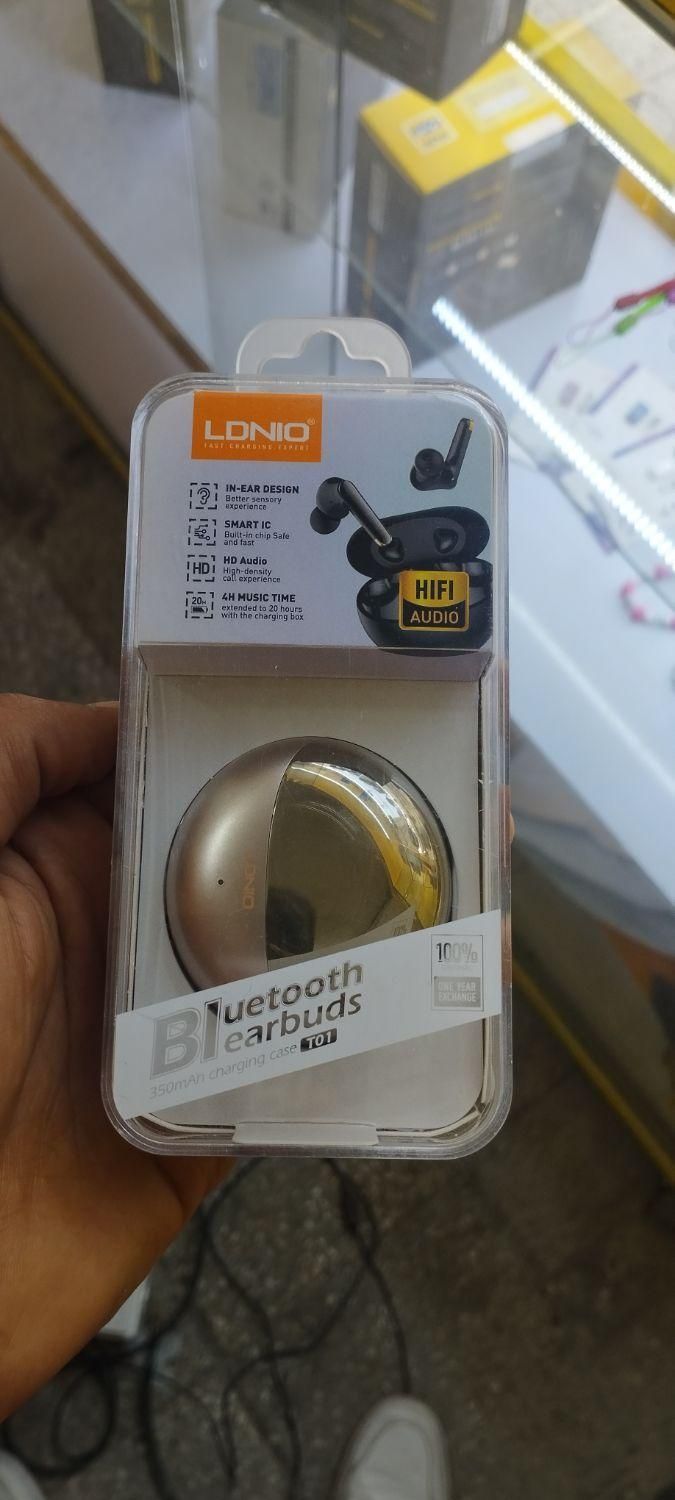 LDNIO®
FAST CHARGING EXPERT
IN-EAR DESIGN
Better sensory
experience
SMART IC
Built-in chip Safe
and fast
HD
HD Audio
High-density
call experience
20H
4H MUSIC TIME
extended to 20 hours
with the charging box
HIFI
AUDIO
Bluetooth
earbuds
350mAh charging case T01
100%
ONE YEAR
EXCHANGE